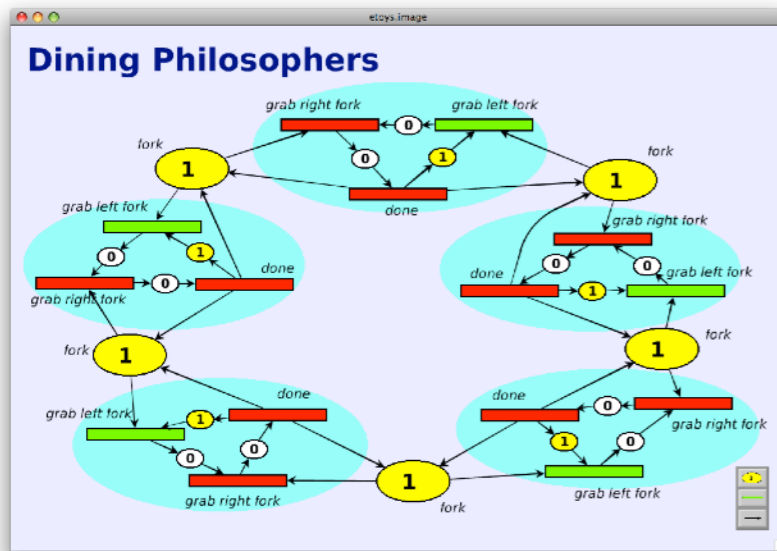 etoys.image
Dining Philosophers
grab right fork
grab left fork
0
fork
fork
1
0
1
1
done
grab left fork
grab right fork
1
0
0
0
done
done
grab left fork
0
1
grab right fork
fork
fork
1
1
done
done
0
grab left fork
1
grab right fork
1
0
0
0
grab right fork
grab left fork
1
fork
1